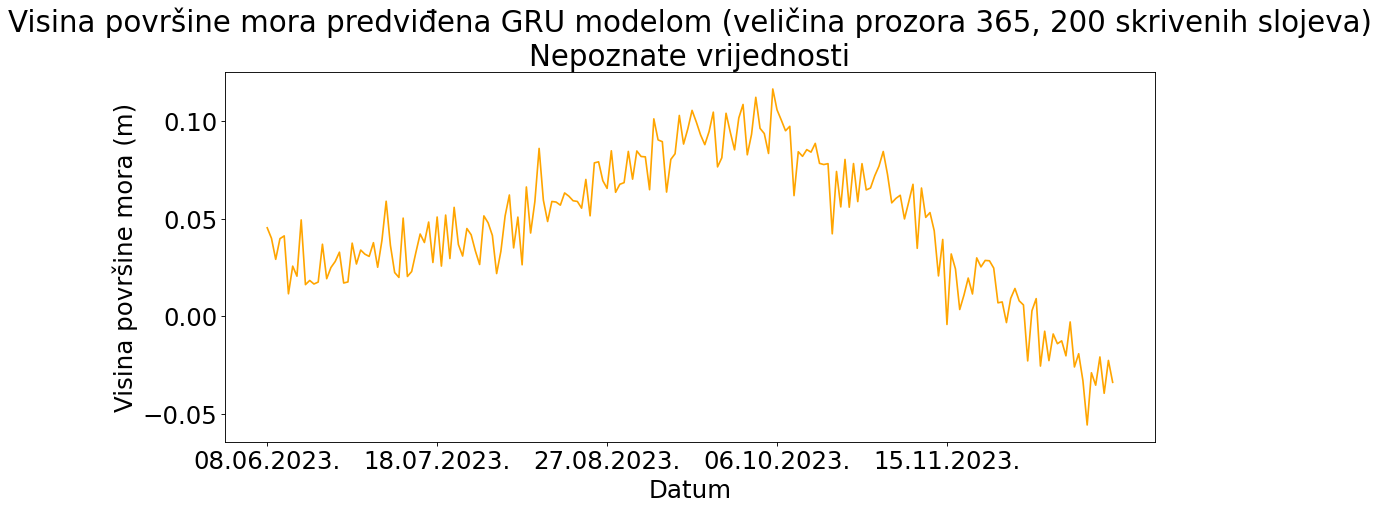 Visina površine mora predviđena GRU modelom (veličina prozora 365, 200 skrivenih slojeva)
Nepoznate vrijednosti
Visina površine mora (m)
0.10
0.05
0.00
−0.05
08.06.2023. 18.07.2023. 27.08.2023. 06.10.2023. 15.11.2023.
Datum